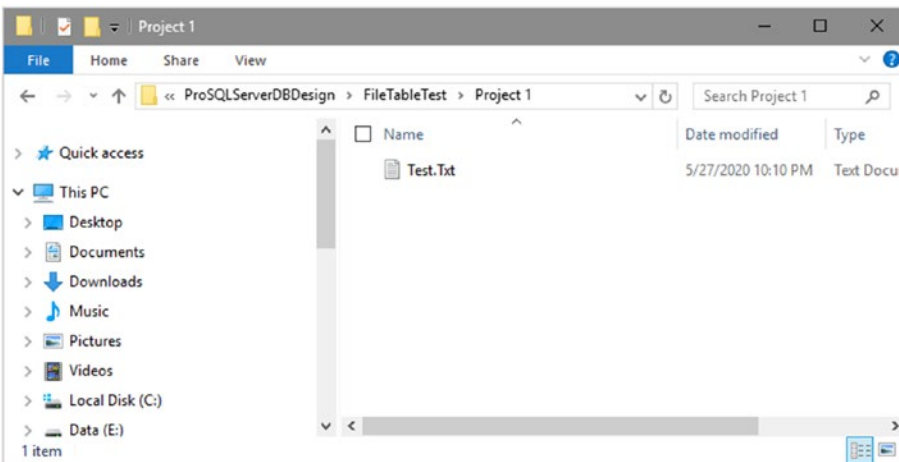 Project 1
File Home Share View
« ProSQLServerDBDesign > FileTableTest > Project 1 Search Project 1
Name Date modified Type
Quick access
Test.Txt 5/27/2020 10:10 PM Text Docu
This PC
Desktop
Documents
Downloads
Music
Pictures
Videos
Local Disk (C:)
Data (E:)
1 item